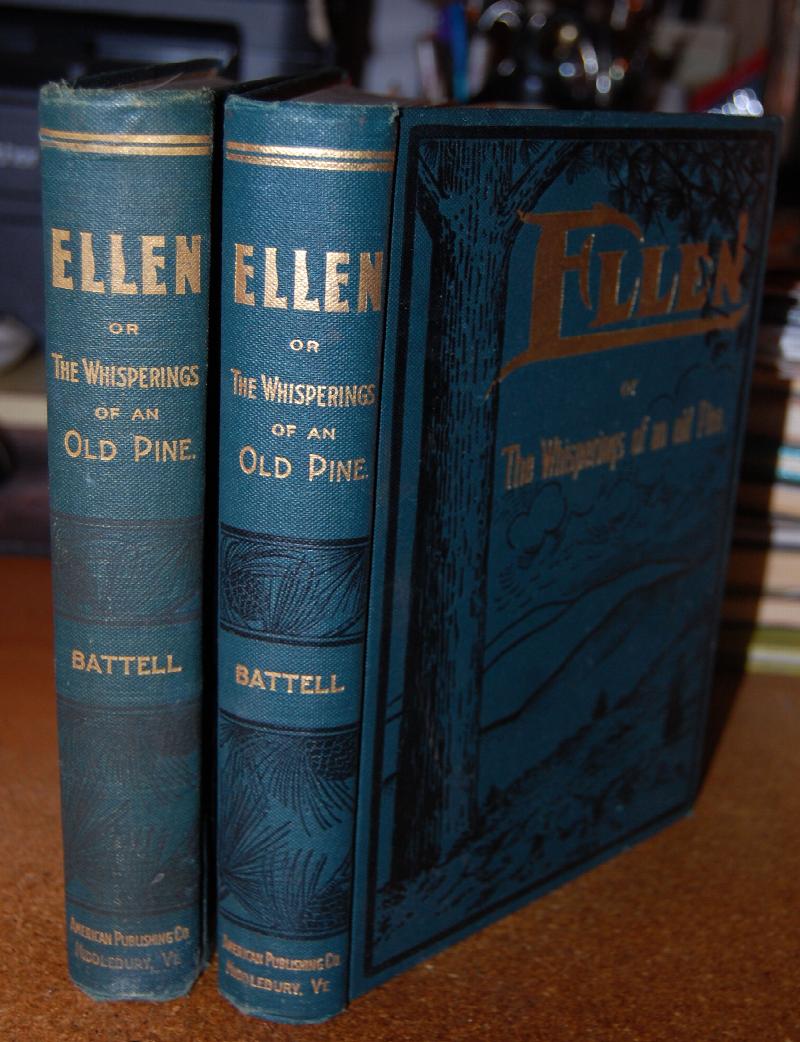 ELLEN
OR
THE WHISPERINGS
OF AN
OLD PINE.
BATTELL
AMERICAN PUBLISHING CO.
MIDDLEBURY, VT
ELLEN
OR
THE WHISPERINGS
OF AN
OLD PINE.
BATTELL
AMERICAN PUBLISHING CO.
MIDDLEBURY, VT
ELLEN
OR
The Whisperings of an old Pine.